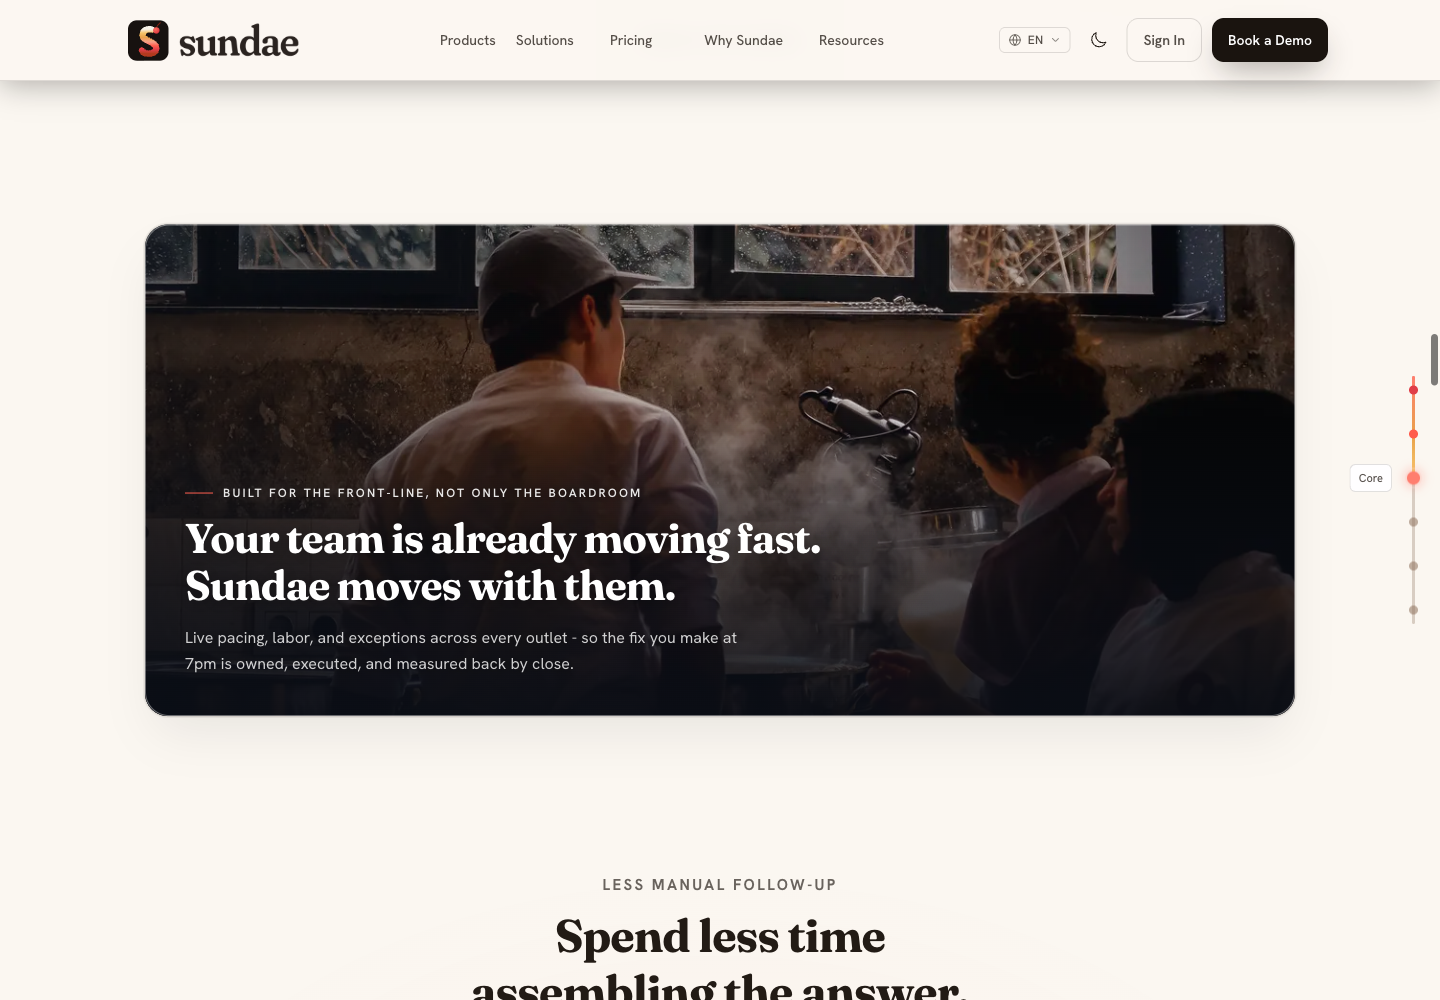 sundae
Products
Solutions
Pricing
Why Sundae
Resources
EN
Sign In
Book a Demo
BUILT FOR THE FRONT-LINE, NOT ONLY THE BOARDROOM
Your team is already moving fast.
Sundae moves with them.
Live pacing, labor, and exceptions across every outlet - so the fix you make at
7pm is owned, executed, and measured back by close.
Core
LESS MANUAL FOLLOW-UP
Spend less time
assembling the answer.